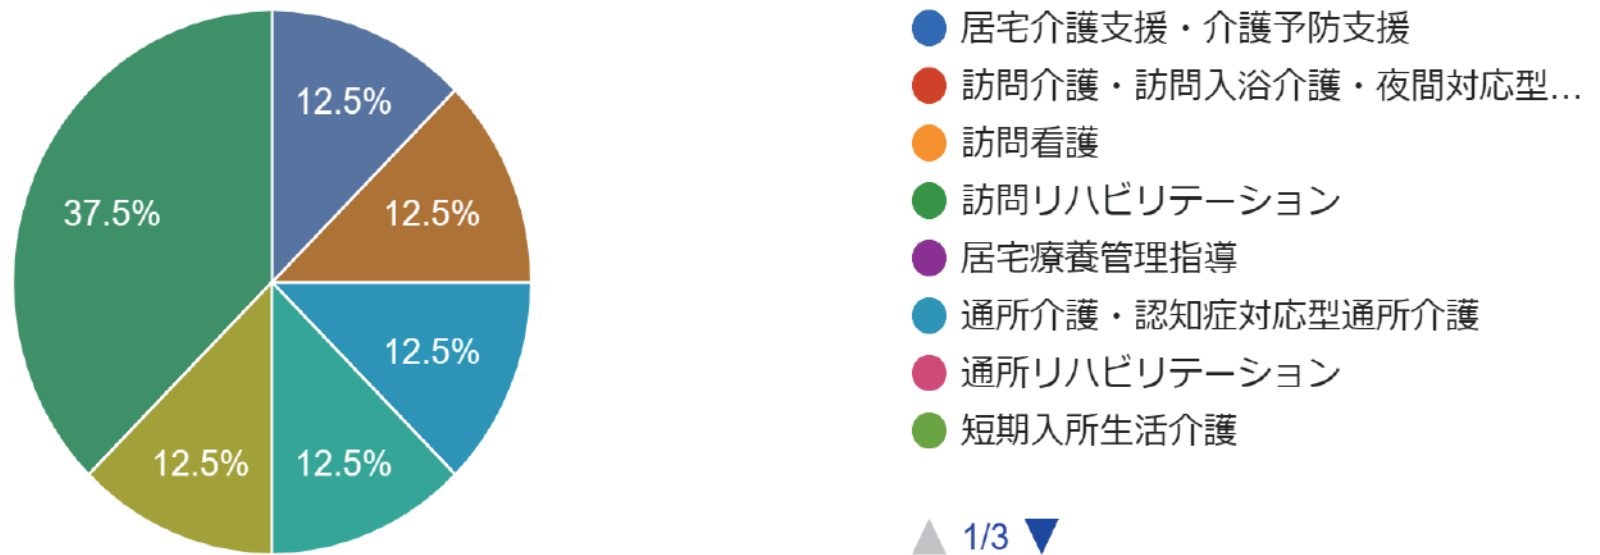 12.5%
37.5%
12.5%
12.5%
12.5%
12.5%
居宅介護支援・介護予防支援
訪問介護・訪問入浴介護・夜間対応型…
訪問看護
訪問リハビリテーション
居宅療養管理指導
通所介護・認知症対応型通所介護
通所リハビリテーション
短期入所生活介護
1/3